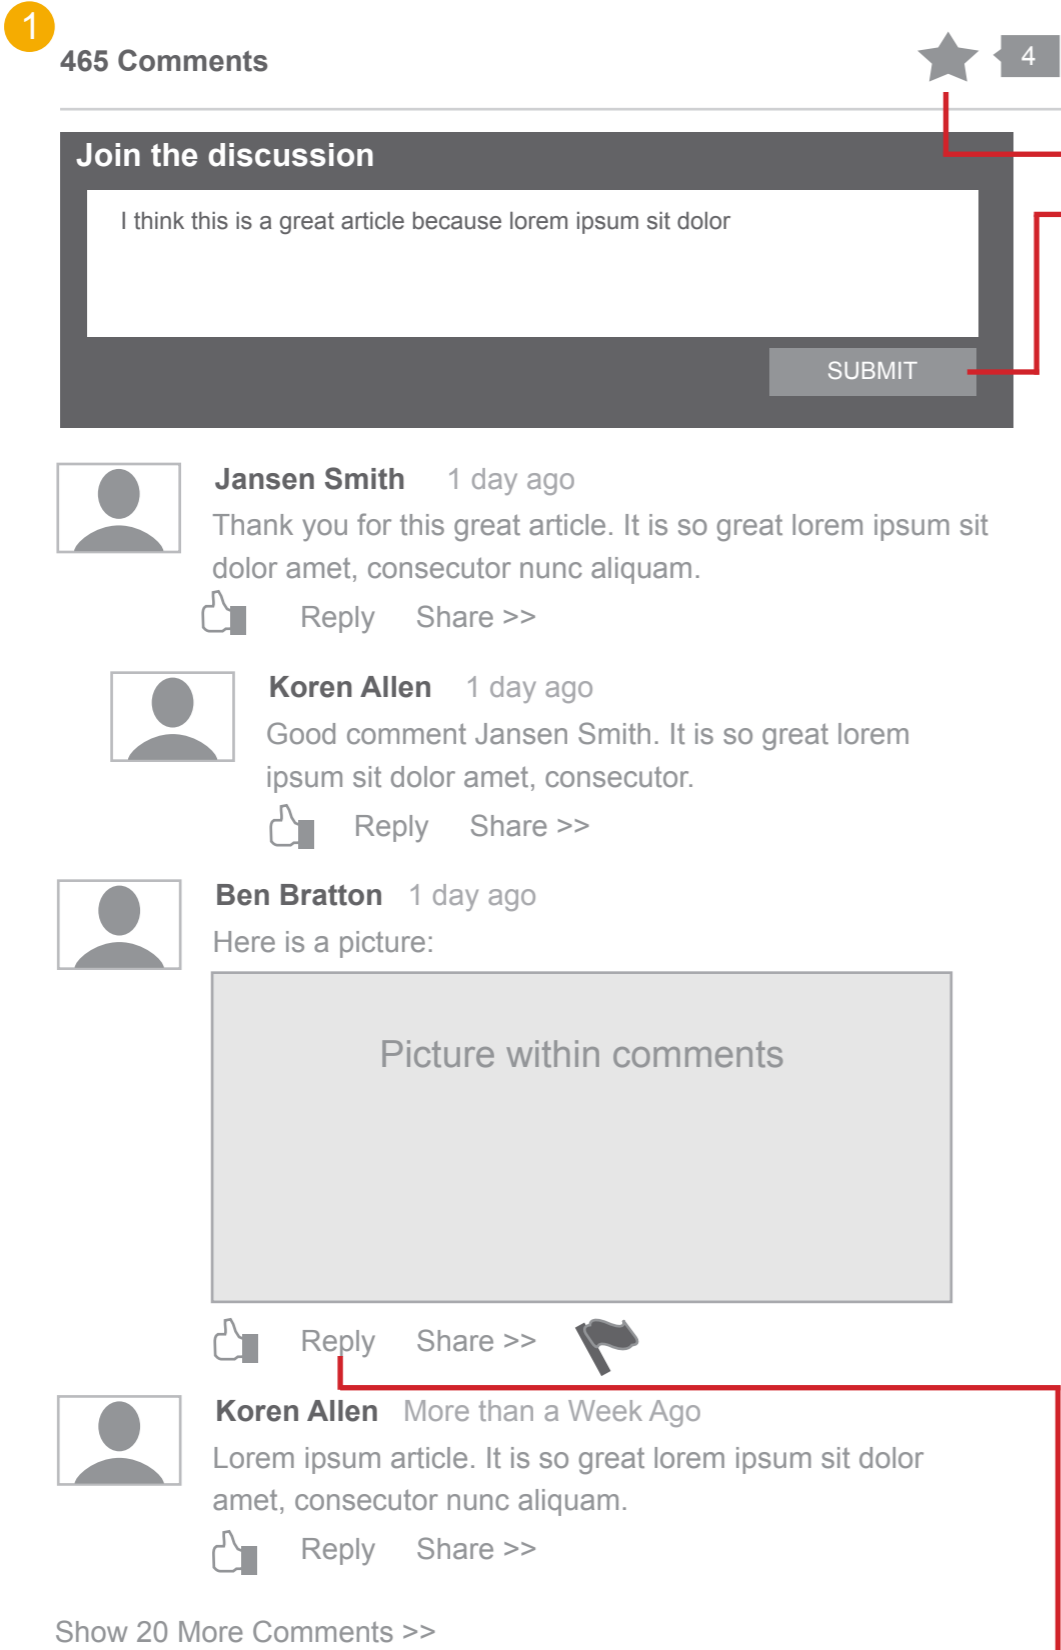 1
465 Comments
4
Join the discussion
I think this is a great article because lorem ipsum sit dolor
SUBMIT
Jansen Smith 1 day ago
Thank you for this great article. It is so great lorem ipsum sit
dolor amet, consecutor nunc aliquam.
Reply Share >>
Koren Allen 1 day ago
Good comment Jansen Smith. It is so great lorem
ipsum sit dolor amet, consecutor.
Reply Share >>
Ben Bratton 1 day ago
Here is a picture:
Picture within comments
Reply Share >>
Koren Allen More than a Week Ago
Lorem ipsum article. It is so great lorem ipsum sit dolor
amet, consecutor nunc aliquam.
Reply Share >>
Show 20 More Comments >>